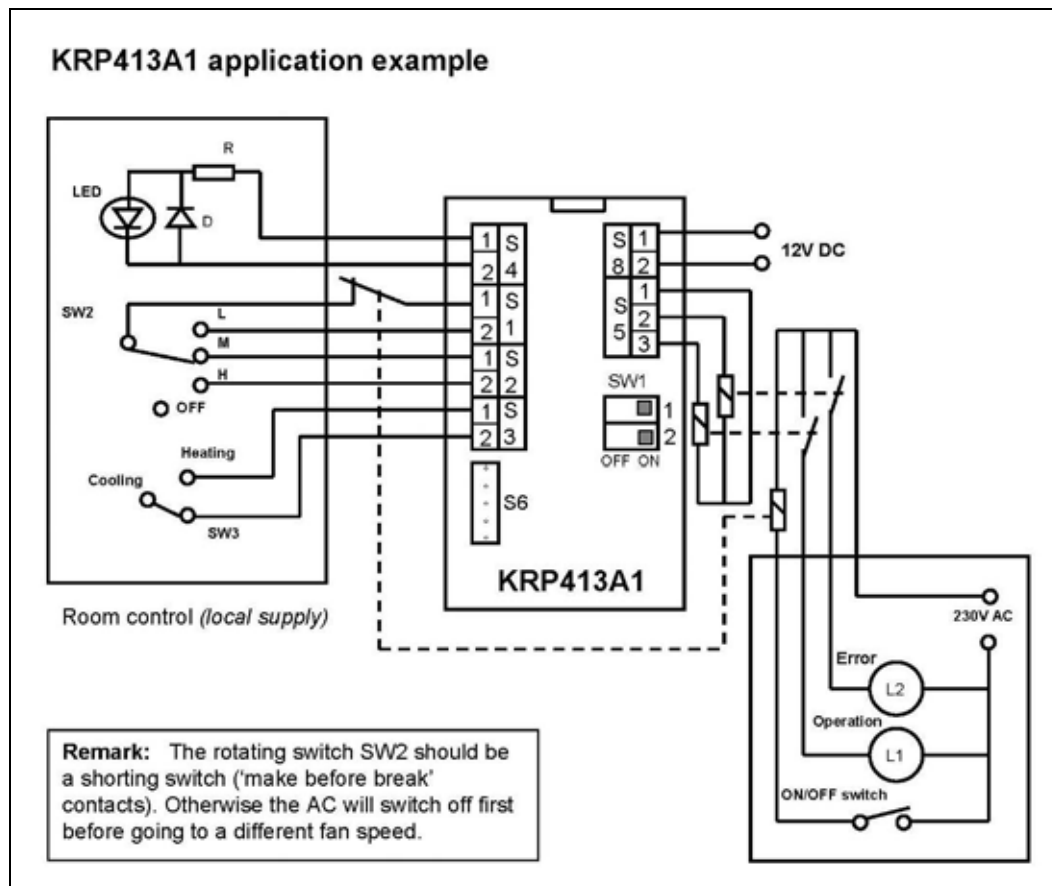 KRP413A1 application example
R
LED
D
SW2
L
M
H
OFF
Heating
Cooling
SW3
Room control (local supply)
1 S
2 4
1 S
2 1
1 S
2 2
1 S
2 3
S6
S 1
8 2
1
S 2
5 3
SW1
1
2
OFF ON
KRP413A1
12V DC
230V AC
Error
L2
Operation
L1
ON/OFF switch
Remark: The rotating switch SW2 should be
a shorting switch ('make before break'
contacts). Otherwise the AC will switch off first
before going to a different fan speed.